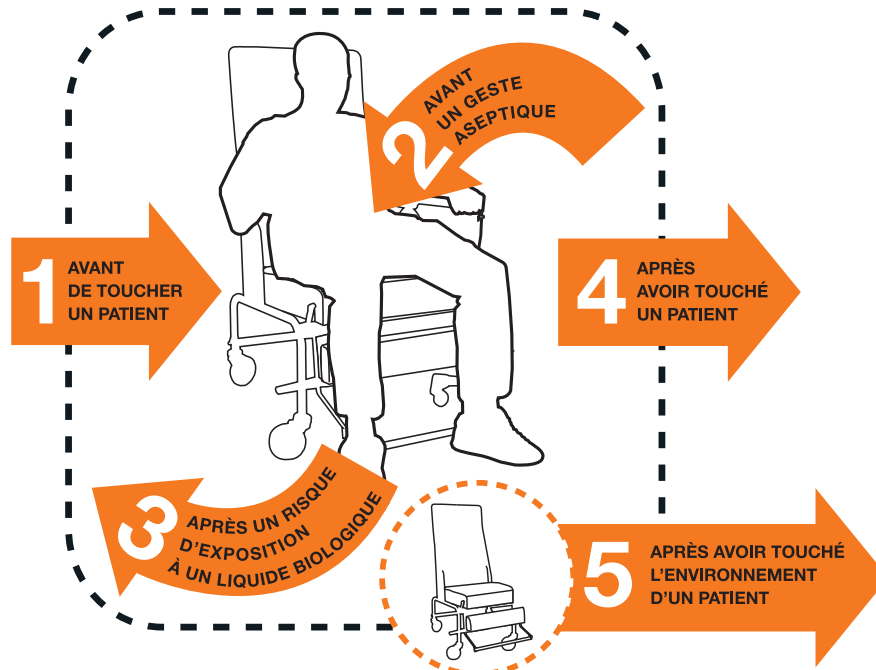 1
AVANT
DE TOUCHER
UN PATIENT
2
AVANT
UN GESTE
ASEPTIQUE
3
APRÈS UN RISQUE
D'EXPOSITION
À UN LIQUIDE BIOLOGIQUE
4
APRÈS
AVOIR TOUCHÉ
UN PATIENT
5
APRÈS AVOIR TOUCHÉ
L'ENVIRONNEMENT
D'UN PATIENT